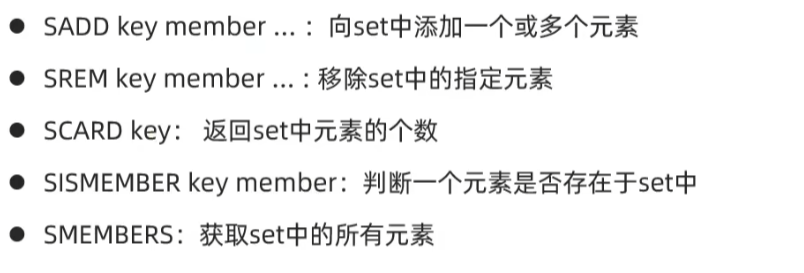 ● SADD key member ... ：向set中添加一个或多个元素
● SREM key member ... : 移除set中的指定元素
● SCARD key： 返回set中元素的个数
● SISMEMBER key member：判断一个元素是否存在于set中
● SMEMBERS：获取set中的所有元素